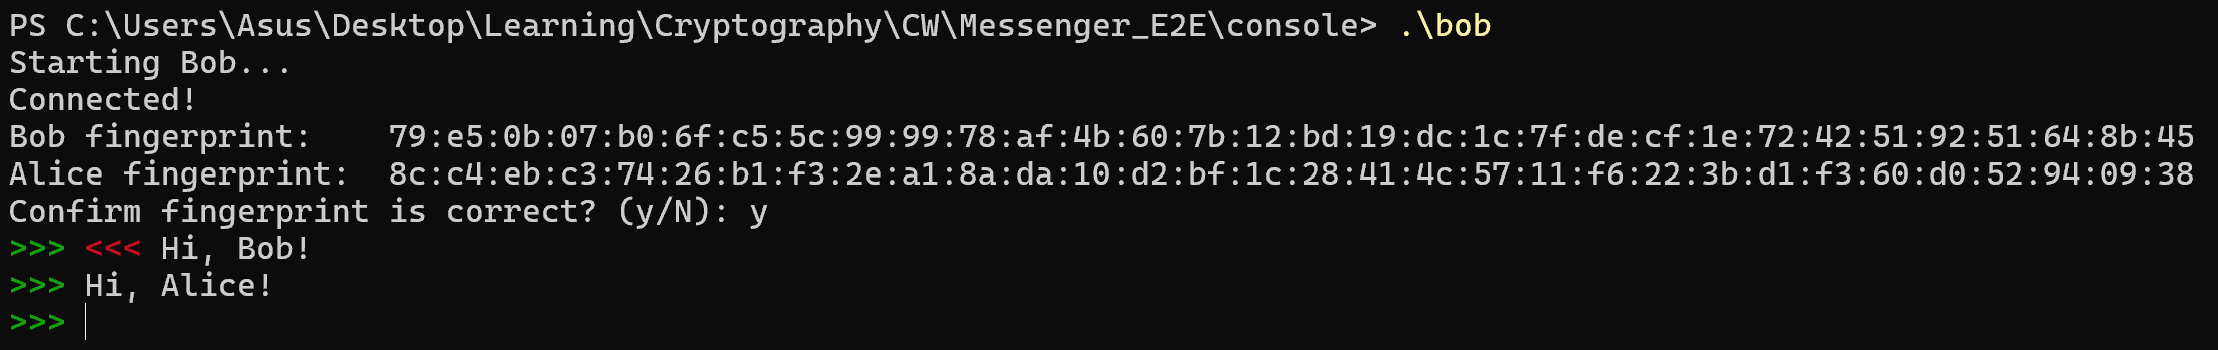 PS C:\Users\Asus\Desktop\Learning\Cryptography\CW\Messenger_E2E\console> .\bob
Starting Bob...
Connected!
Bob fingerprint:    79:e5:0b:07:b0:6f:c5:5c:99:99:78:af:4b:60:7b:12:bd:19:dc:1c:7f:de:cf:1e:72:42:51:92:51:64:8b:45
Alice fingerprint:  8c:c4:eb:c3:74:26:b1:f3:2e:a1:8a:da:10:d2:bf:1c:28:41:4c:57:11:f6:22:3b:d1:f3:60:d0:52:94:09:38
Confirm fingerprint is correct? (y/N): y
>>> <<< Hi, Bob!
>>> Hi, Alice!
>>>